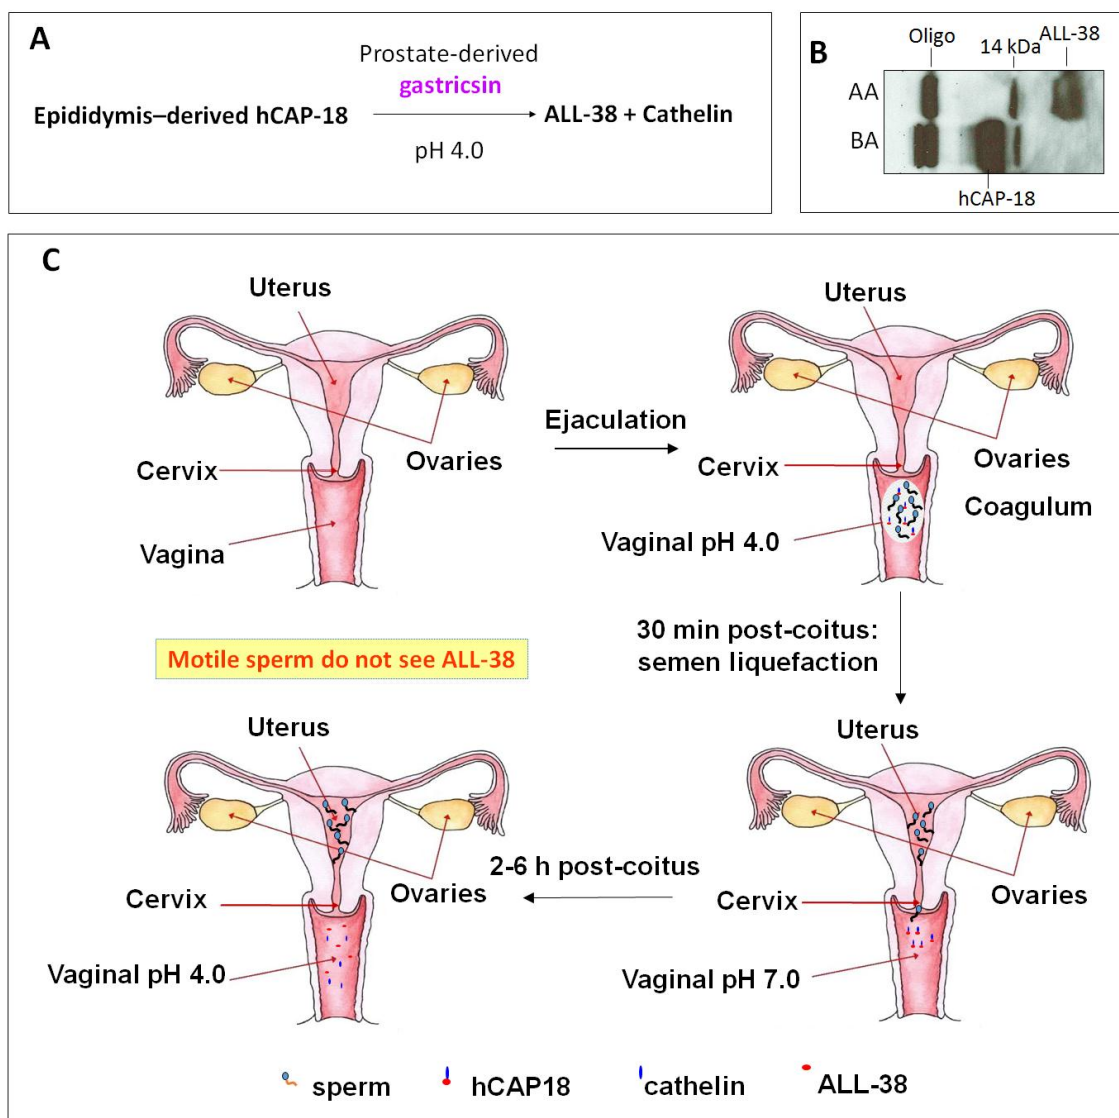 A
Prostate-derived
gastricsin
Epididymis–derived hCAP-18
ALL-38 + Cathelin
pH 4.0
B
Oligo
14 kDa
ALL-38
AA
BA
hCAP-18
C
Uterus
Cervix
Ovaries
Vagina
Ejaculation
Uterus
Cervix
Ovaries
Coagulum
Vaginal pH 4.0
30 min post-coitus:
semen liquefaction
Motile sperm do not see ALL-38
Uterus
Cervix
Ovaries
Vaginal pH 7.0
2-6 h post-coitus
Uterus
Cervix
Ovaries
Vaginal pH 4.0
sperm
hCAP18
cathelin
ALL-38